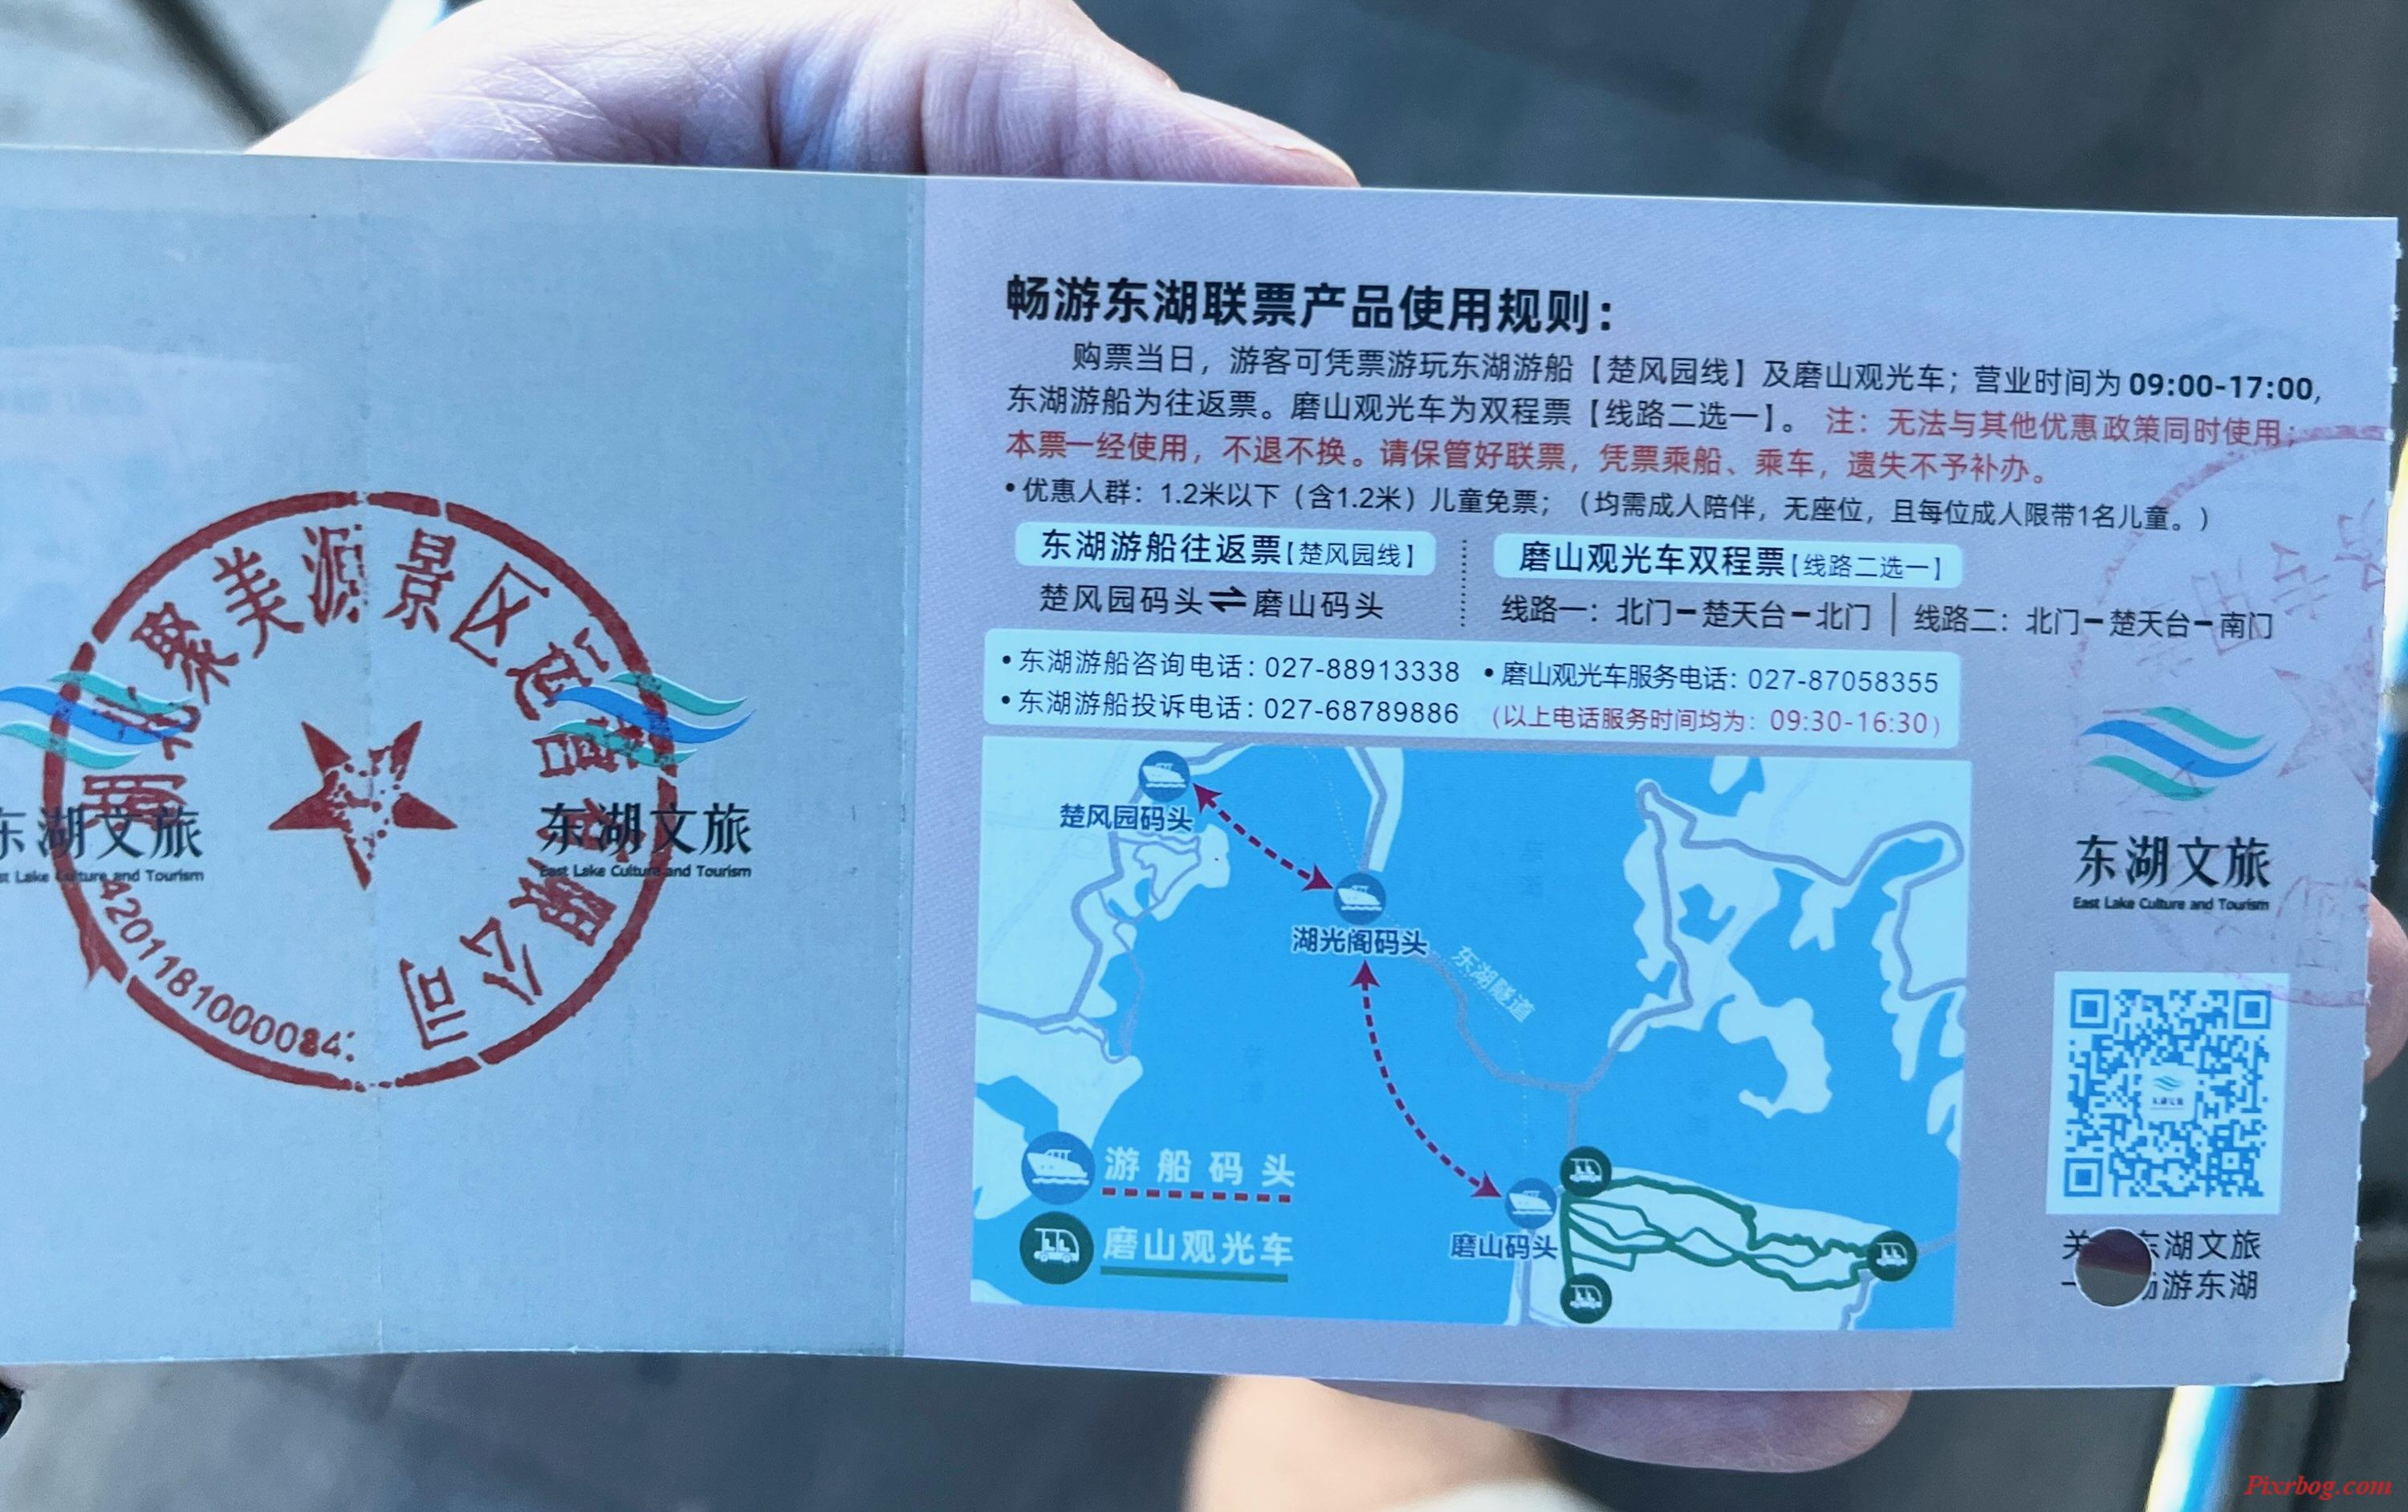 畅游东湖联票产品使用规则：
购票当日，游客可凭票游玩东湖游船【楚风园线】及磨山观光车；营业时间为09:00-17:00,
东湖游船为往返票。磨山观光车为双程票【线路二选一】。注：无法与其他优惠政策同时使用；
本票一经使用，不退不换。请保管好联票，凭票乘船、乘车，遗失不予补办。
•优惠人群：1.2米以下（含1.2米）儿童免票；（均需成人陪伴，无座位，且每位成人限带1名儿童。）
东湖游船往返票【楚风园线】
楚风园码头⇌磨山码头
磨山观光车双程票【线路二选一】
线路一：北门-楚天台-北门｜线路二：北门-楚天台-南门
•东湖游船咨询电话：027-88913338
•磨山观光车服务电话：027-87058355
•东湖游船投诉电话：027-68789886
（以上电话服务时间均为：09:30-16:30）
楚风园码头
湖光阁码头
东湖隧道
磨山码头
游船码头
磨山观光车
东湖文旅
East Lake Culture and Tourism
东湖文旅
游东湖
湖北聚美源景区运营有限公司
东湖文旅
st Lake Culture and Tourism
东湖文旅
East Lake Culture and Tourism
Pixrbog.com